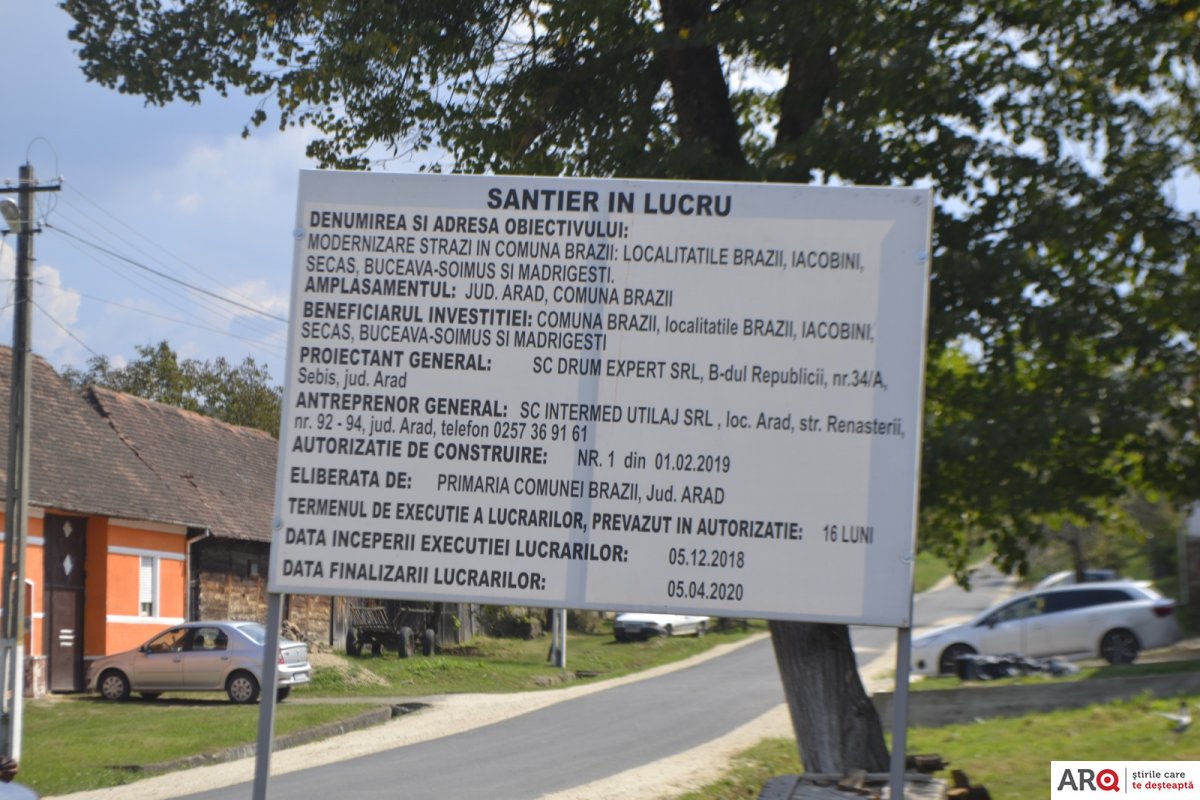 SANTIER IN LUCRU
DENUMIREA SI ADRESA OBIECTIVULUI:
MODERNIZARE STRAZI IN COMUNA BRAZII: LOCALITATILE BRAZII, IACOBINI,
SECAS, BUCEAVA-SOIMUS SI MADRIGESTI.
AMPLASAMENTUL: JUD. ARAD, COMUNA BRAZII
BENEFICIARUL INVESTITIEI: COMUNA BRAZII, localitatile BRAZII, IACOBINI,
SECAS, BUCEAVA-SOIMUS SI MADRIGESTI
PROIECTANT GENERAL: SC DRUM EXPERT SRL, B-dul Republicii, nr.34/A,
Sebis, jud. Arad
ANTREPRENOR GENERAL: SC INTERMED UTILAJ SRL , loc. Arad, str. Renasterii,
nr. 92 - 94, jud. Arad, telefon 0257 36 91 61
AUTORIZATIE DE CONSTRUIRE: NR. 1 din 01.02.2019
ELIBERATA DE: PRIMARIA COMUNEI BRAZII, Jud. ARAD
TERMENUL DE EXECUTIE A LUCRARILOR, PREVAZUT IN AUTORIZATIE: 16 LUNI
DATA INCEPERII EXECUTIEI LUCRARILOR: 05.12.2018
DATA FINALIZARII LUCRARILOR: 05.04.2020
ARQ știrile care
te deșteaptă